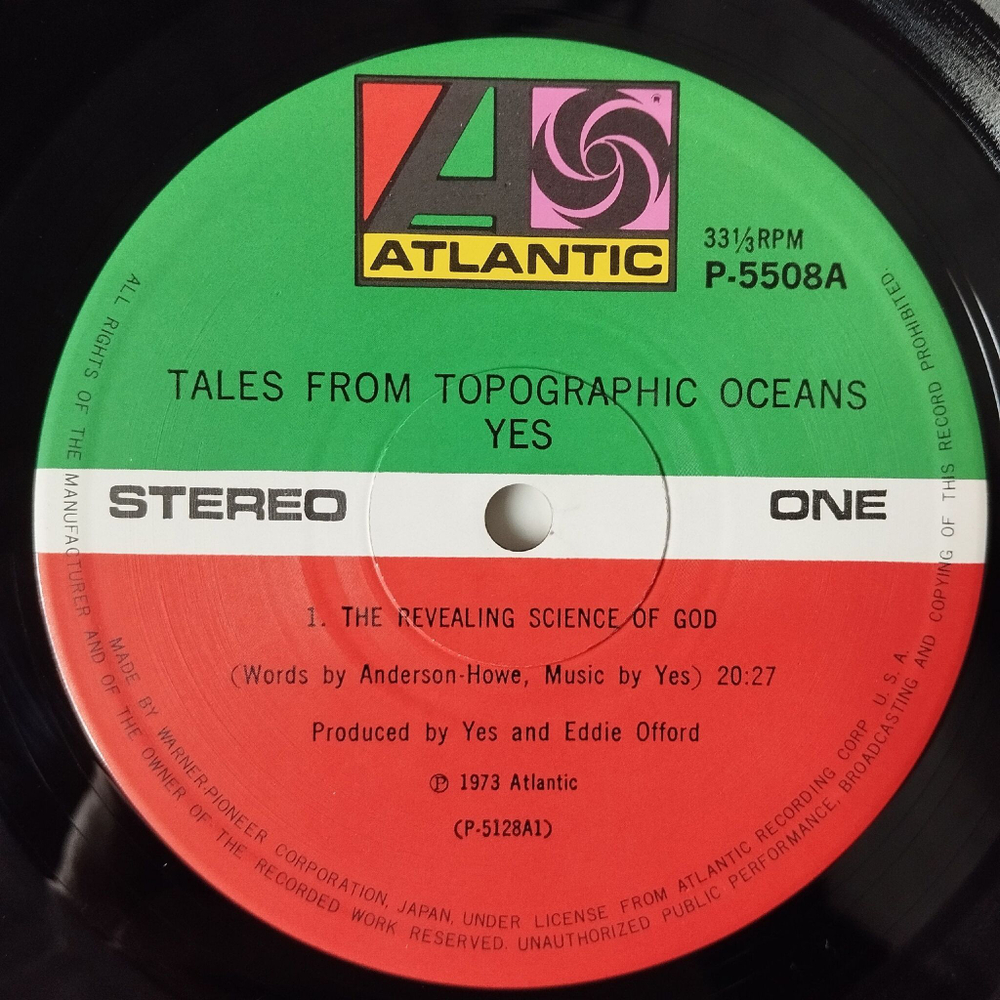 ATLANTIC
33⅓RPM
P-5508A
TALES FROM TOPOGRAPHIC OCEANS
YES
STEREO
ONE
1. THE REVEALING SCIENCE OF GOD
(Words by Anderson-Howe, Music by Yes) 20:27
Produced by Yes and Eddie Offord
Ⓟ 1973 Atlantic
(P-5128A1)
MADE BY WARNER-PIONEER CORPORATION, JAPAN, UNDER LICENSE FROM ATLANTIC RECORDING CORP U. S. A.
ALL RIGHTS OF THE MANUFACTURER AND OF THE OWNER OF THE RECORDED WORK RESERVED. UNAUTHORIZED PUBLIC PERFORMANCE, BROADCASTING AND COPYING OF THIS RECORD PROHIBITED.